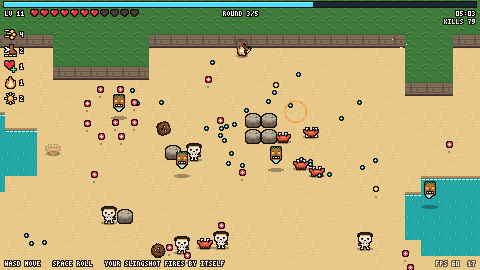 LV 11
ROUND 3/5
05:03
KILLS 79
4
2
1
1
2
WASD MOVE SPACE ROLL YOUR SLINGSHOT FIRES BY ITSELF
FPS 60 17